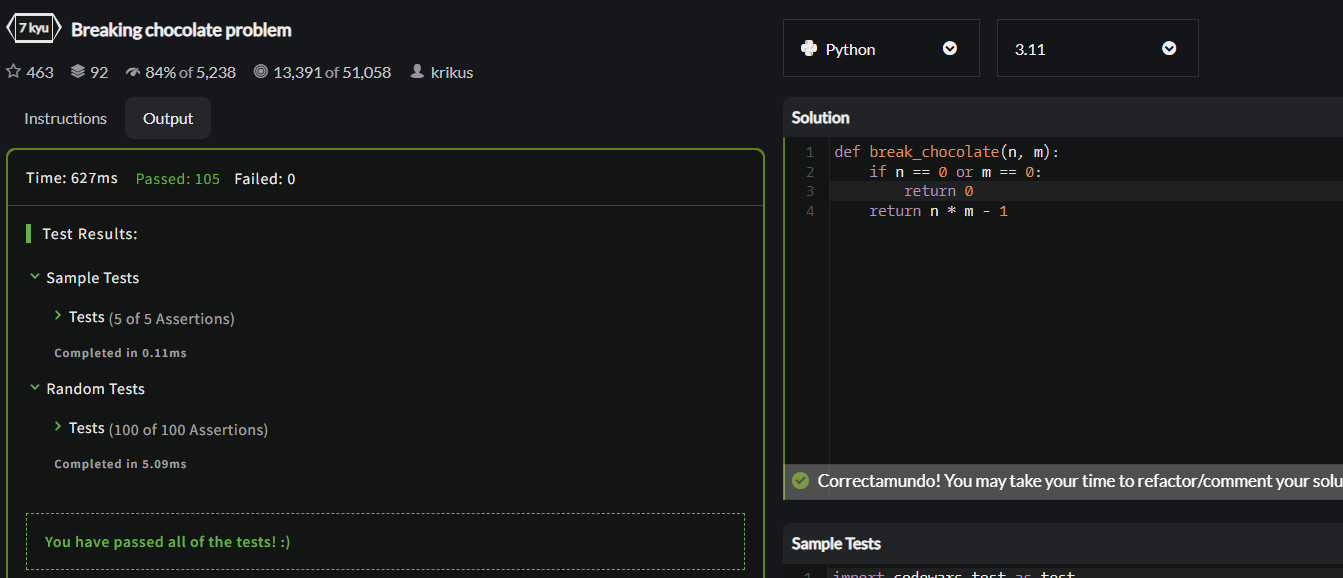 7 kyu Breaking chocolate problem
463 92 84% of 5,238 13,391 of 51,058 krikus
Instructions Output
Time: 627ms Passed: 105 Failed: 0
Test Results:
Sample Tests
Tests (5 of 5 Assertions)
Completed in 0.11ms
Random Tests
Tests (100 of 100 Assertions)
Completed in 5.09ms
You have passed all of the tests! :)
Python 3.11
Solution
1 def break_chocolate(n, m):
2 if n == 0 or m == 0:
3 return 0
4 return n * m - 1
Correctamundo! You may take your time to refactor/comment your solu
Sample Tests
1 import codewars_test as test